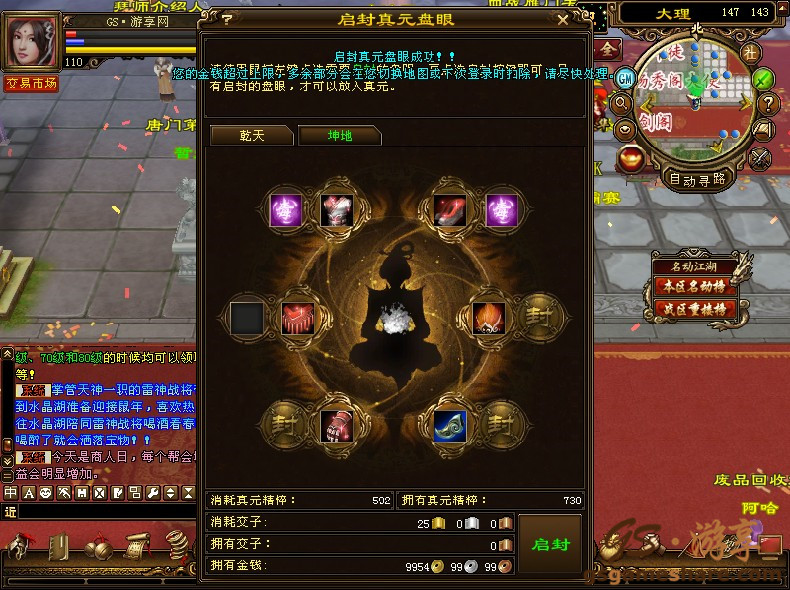 GS·游享网
110
交易市场
启封真元盘眼
启封真元盘眼成功！！
您的金钱超过上限，多余部分会在您切换地图或下次登录时扣除，请尽快处理。
有启封的盘眼，才可以放入真元。
乾天
坤地
封
封
封
消耗真元精粹： 502
拥有真元精粹： 730
消耗交子： 25 0 0
拥有交子： 0
拥有金钱： 9954 99 99
启封
大理 147 143
北
社
全
GM
剑阁
自动寻路
名动江湖
本区名动榜
战区重楼榜
级、70级和80级的时候均可以领
等！
掌管天神一职的雷神战将
到水晶湖准备迎接鼠年，喜欢热
往水晶湖陪同雷神战将喝酒看春
喝酣了就会洒落宝物！！
今天是商人日，每个帮会
益会明显增加。
近
废品回收
阿哈
GS·游享